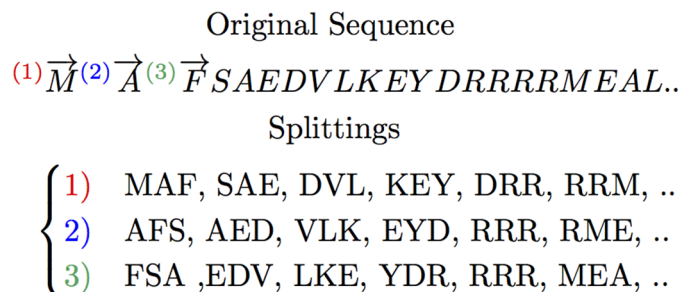 Original Sequence
(1) M (2) A (3) F S A E D V L K E Y D R R R R M E A L ..
Splittings
1) MAF, SAE, DVL, KEY, DRR, RRM, ..
2) AFS, AED, VLK, EYD, RRR, RME, ..
3) FSA ,EDV, LKE, YDR, RRR, MEA, ..